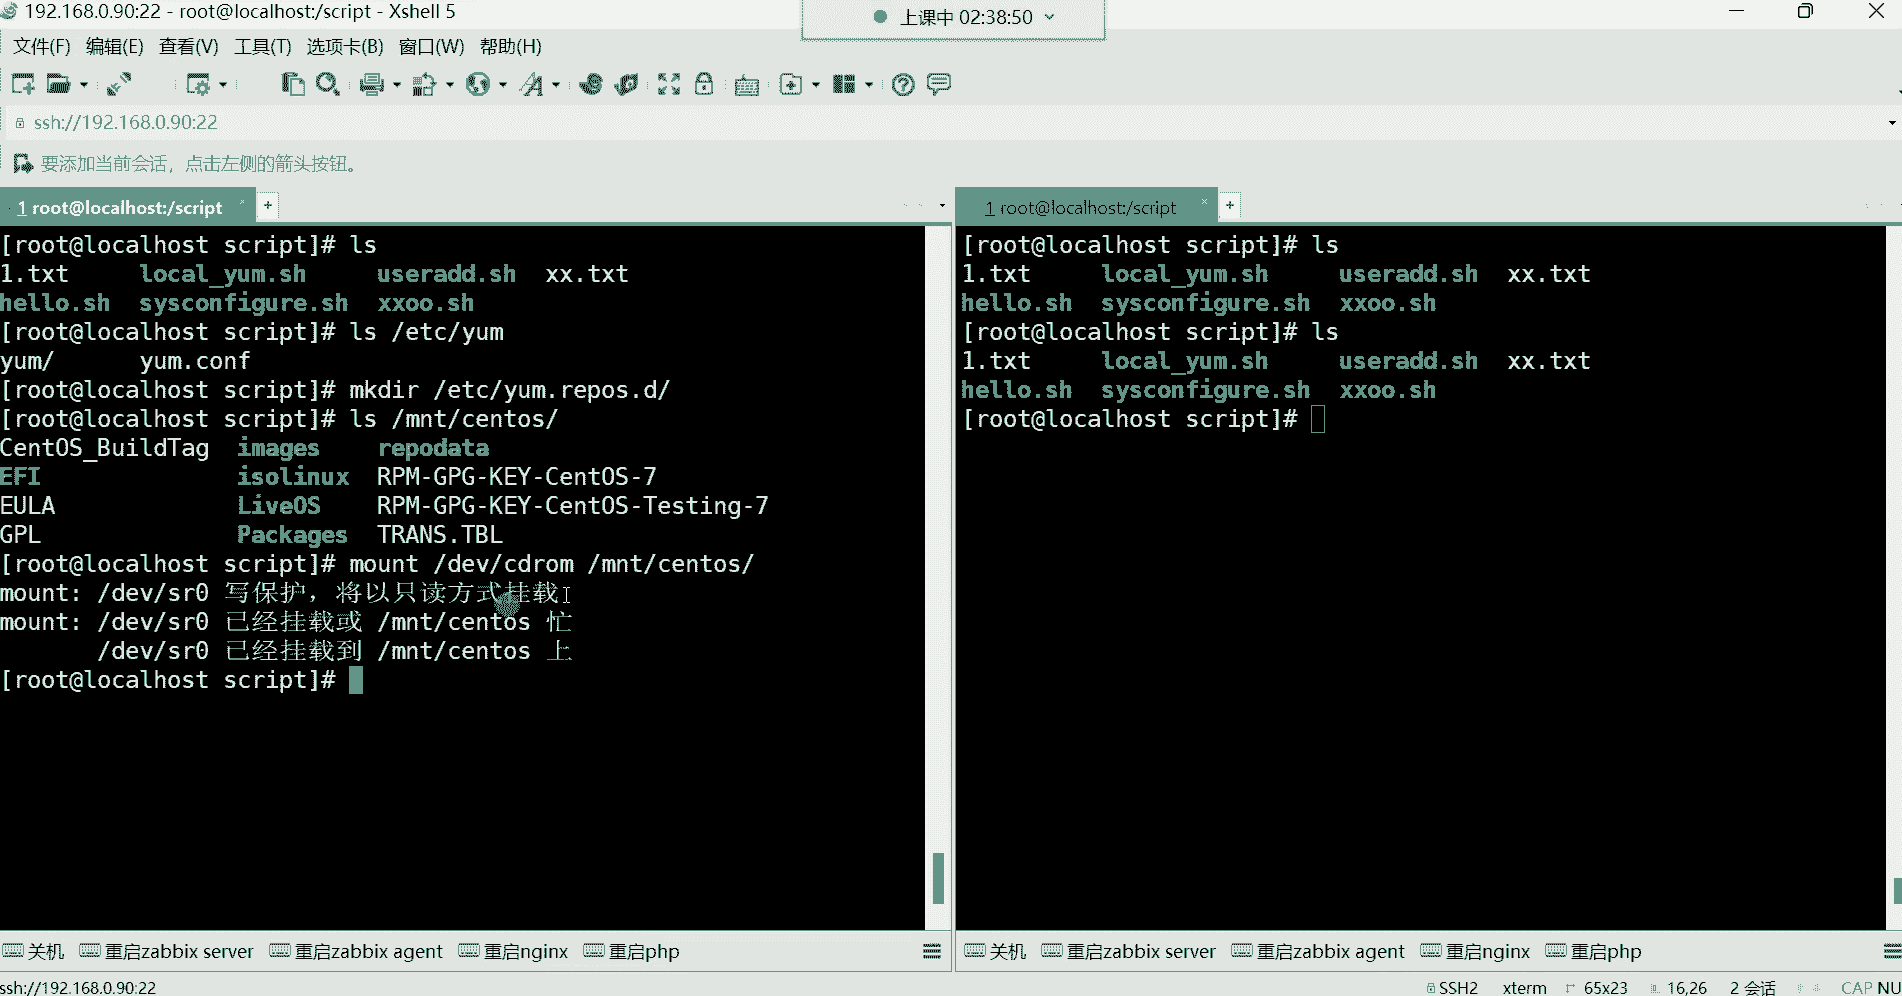 192.168.0.90:22 - root@localhost:/script - Xshell 5
上课中 02:38:50
文件(F) 编辑(E) 查看(V) 工具(T) 选项卡(B) 窗口(W) 帮助(H)
ssh://192.168.0.90:22
要添加当前会话，点击左侧的箭头按钮。
1 root@localhost:/script
[root@localhost script]# ls
1.txt     local_yum.sh     useradd.sh  xx.txt
hello.sh  sysconfigure.sh  xxoo.sh
[root@localhost script]# ls /etc/yum
yum/      yum.conf
[root@localhost script]# mkdir /etc/yum.repos.d/
[root@localhost script]# ls /mnt/centos/
CentOS_BuildTag  images    repodata
EFI              isolinux  RPM-GPG-KEY-CentOS-7
EULA             LiveOS    RPM-GPG-KEY-CentOS-Testing-7
GPL              Packages  TRANS.TBL
[root@localhost script]# mount /dev/cdrom /mnt/centos/
mount: /dev/sr0 写保护，将以只读方式挂载
mount: /dev/sr0 已经挂载或 /mnt/centos 忙
       /dev/sr0 已经挂载到 /mnt/centos 上
[root@localhost script]#
1 root@localhost:/script
[root@localhost script]# ls
1.txt     local_yum.sh     useradd.sh  xx.txt
hello.sh  sysconfigure.sh  xxoo.sh
[root@localhost script]# ls
1.txt     local_yum.sh     useradd.sh  xx.txt
hello.sh  sysconfigure.sh  xxoo.sh
[root@localhost script]#
关机 重启zabbix server 重启zabbix agent 重启nginx 重启php
关机 重启zabbix server 重启zabbix agent 重启nginx 重启php
ssh://192.168.0.90:22 SSH2 xterm 65x23 16,26 2 会话 CAP NU